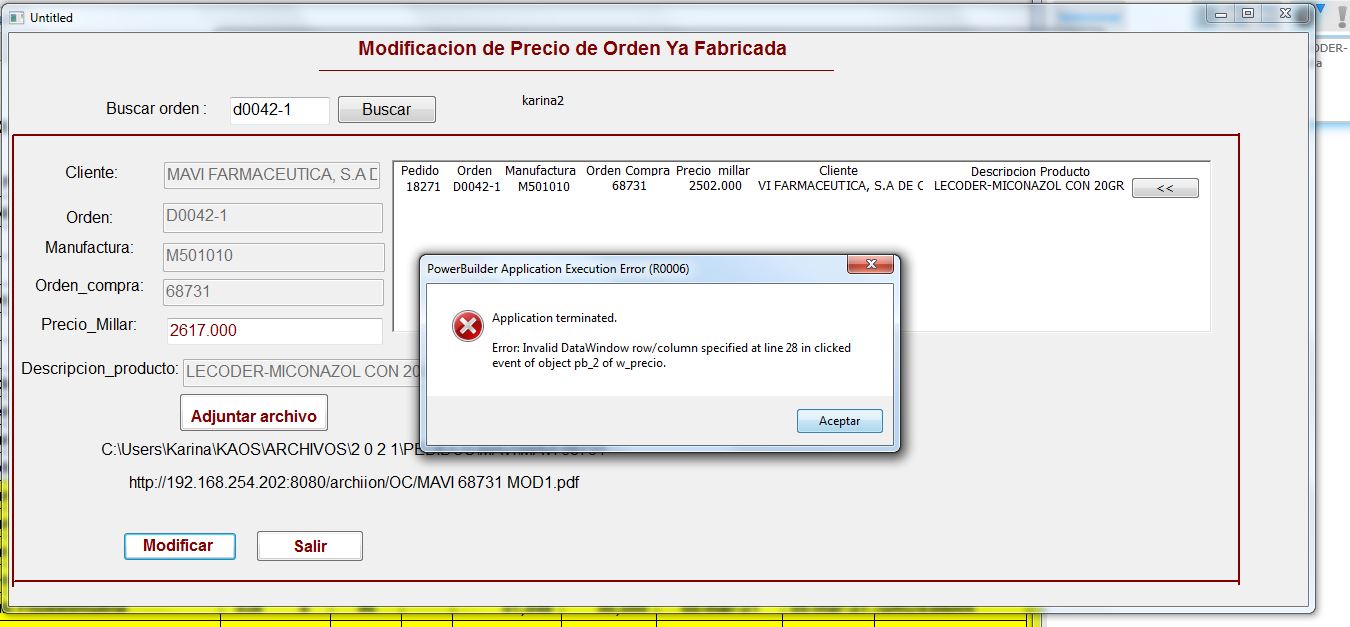 Untitled
DER-
a
Modificacion de Precio de Orden Ya Fabricada
Buscar orden : d0042-1 Buscar karina2
Cliente: MAVI FARMACEUTICA, S.A D
Orden: D0042-1
Manufactura: M501010
Orden_compra: 68731
Precio_Millar: 2617.000
Descripcion_producto: LECODER-MICONAZOL CON 20
Pedido Orden Manufactura Orden Compra Precio millar Cliente Descripcion Producto
18271 D0042-1 M501010 68731 2502.000 VI FARMACEUTICA, S.A DE C LECODER-MICONAZOL CON 20GR <<
PowerBuilder Application Execution Error (R0006)
Application terminated.
Error: Invalid DataWindow row/column specified at line 28 in clicked
event of object pb_2 of w_precio.
Aceptar
Adjuntar archivo
C:\Users\Karina\KAOS\ARCHIVOS\2 0 2 1\
http://192.168.254.202:8080/archiion/OC/MAVI 68731 MOD1.pdf
Modificar Salir